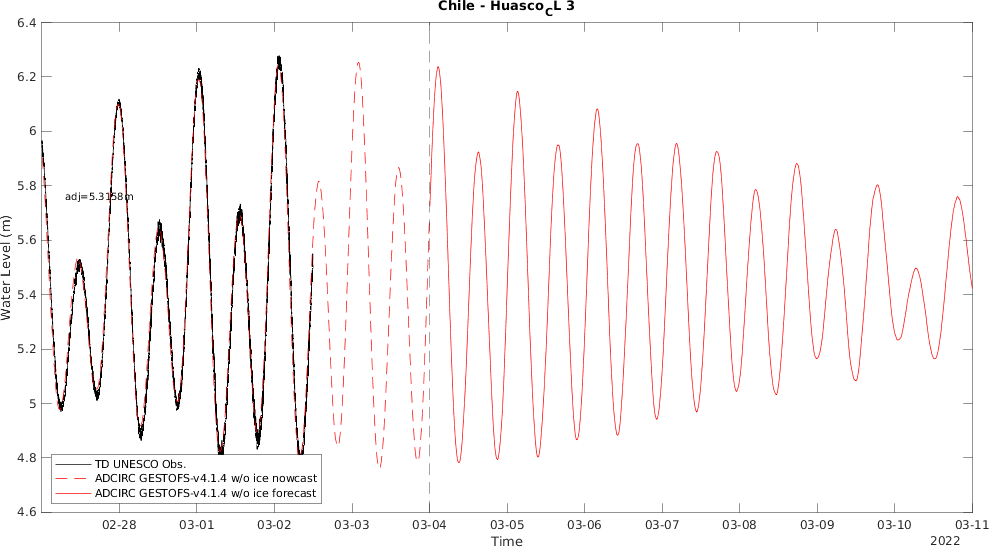 Chile - Huasco_CL 3
6.4
6.2
6
5.8
5.6
5.4
5.2
5
4.8
4.6
Water Level (m)
adj=5.3158m
TD UNESCO Obs.
ADCIRC GESTOFS-v4.1.4 w/o ice nowcast
ADCIRC GESTOFS-v4.1.4 w/o ice forecast
02-28 03-01 03-02 03-03 03-04 03-05 03-06 03-07 03-08 03-09 03-10 03-11
Time
2022